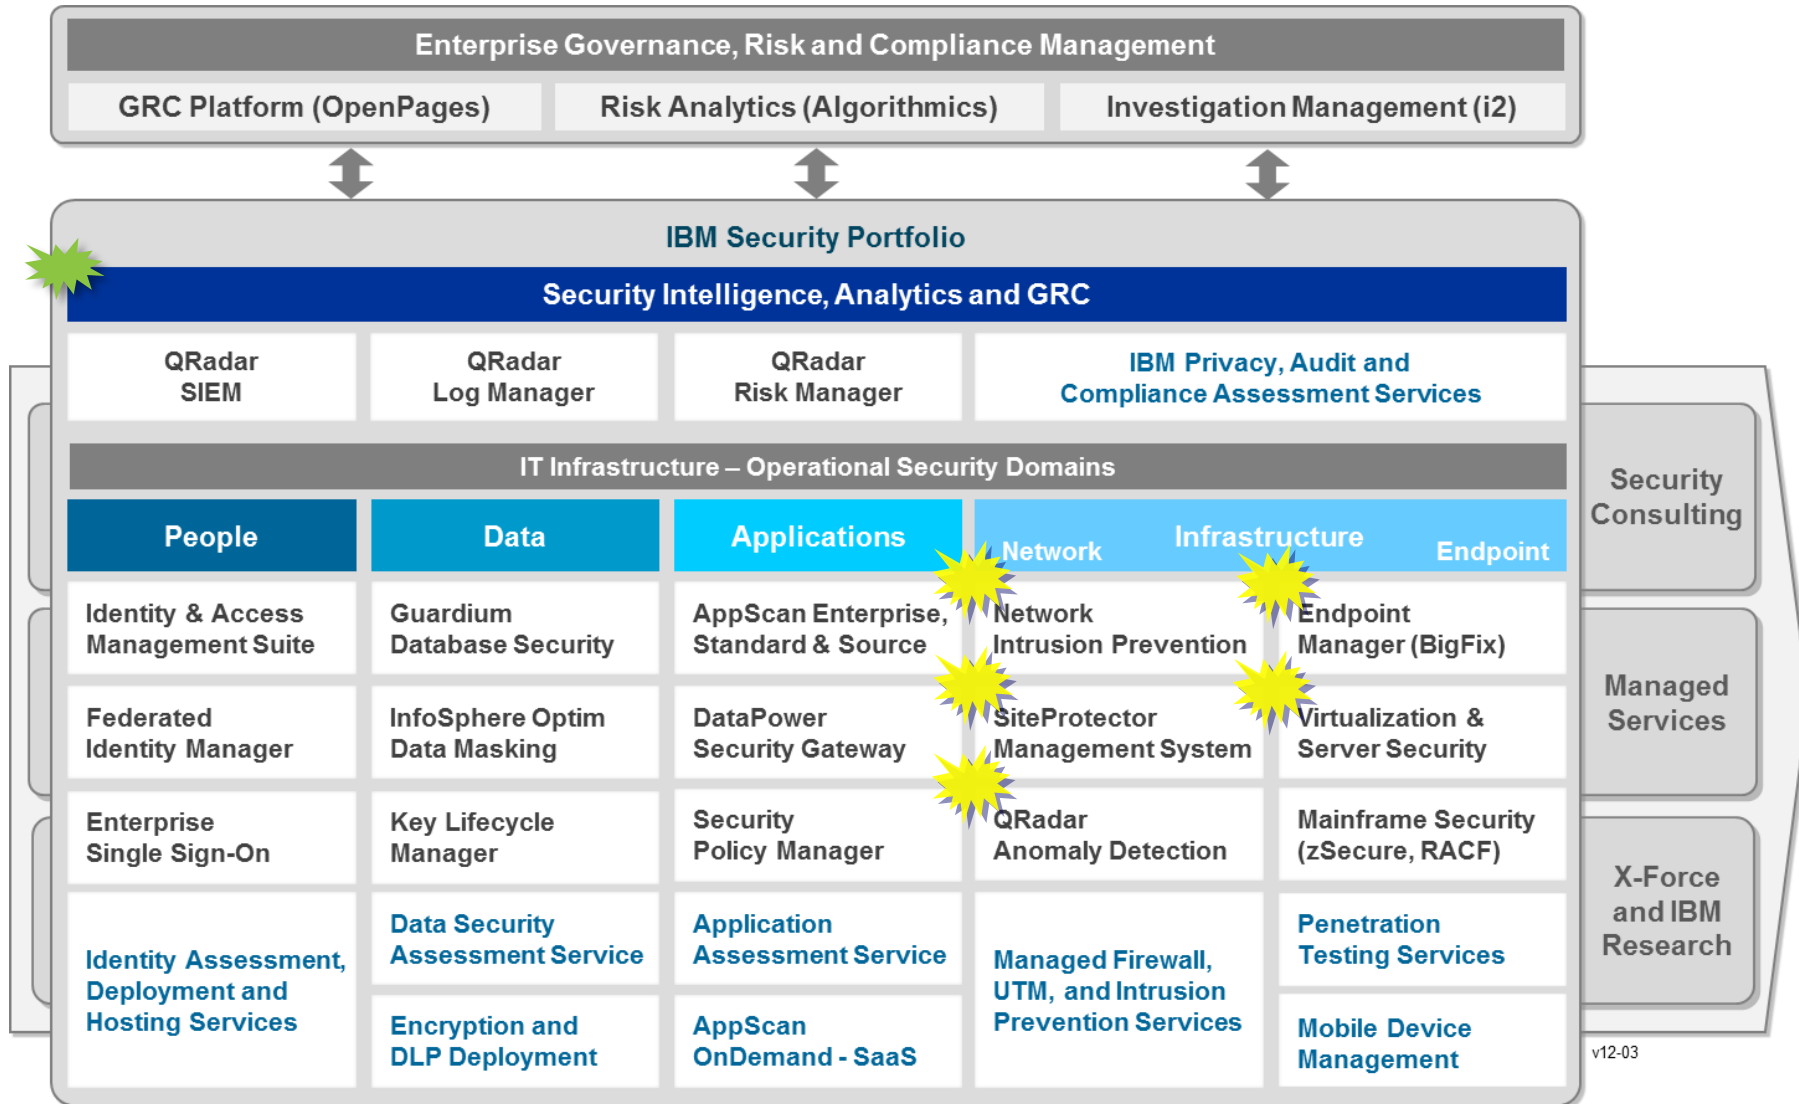 Enterprise Governance, Risk and Compliance Management
GRC Platform (OpenPages)
Risk Analytics (Algorithmics)
Investigation Management (i2)
IBM Security Portfolio
Security Intelligence, Analytics and GRC
QRadar
SIEM
QRadar
Log Manager
QRadar
Risk Manager
IBM Privacy, Audit and
Compliance Assessment Services
IT Infrastructure – Operational Security Domains
People
Data
Applications
Infrastructure
Network
Endpoint
Identity & Access
Management Suite
Guardium
Database Security
AppScan Enterprise,
Standard & Source
Network
Intrusion Prevention
Endpoint
Manager (BigFix)
Federated
Identity Manager
InfoSphere Optim
Data Masking
DataPower
Security Gateway
SiteProtector
Management System
Virtualization &
Server Security
Enterprise
Single Sign-On
Key Lifecycle
Manager
Security
Policy Manager
QRadar
Anomaly Detection
Mainframe Security
(zSecure, RACF)
Identity Assessment,
Deployment and
Hosting Services
Data Security
Assessment Service
Application
Assessment Service
Managed Firewall,
UTM, and Intrusion
Prevention Services
Penetration
Testing Services
Encryption and
DLP Deployment
AppScan
OnDemand - SaaS
Mobile Device
Management
Security
Consulting
Managed
Services
X-Force
and IBM
Research
v12-03